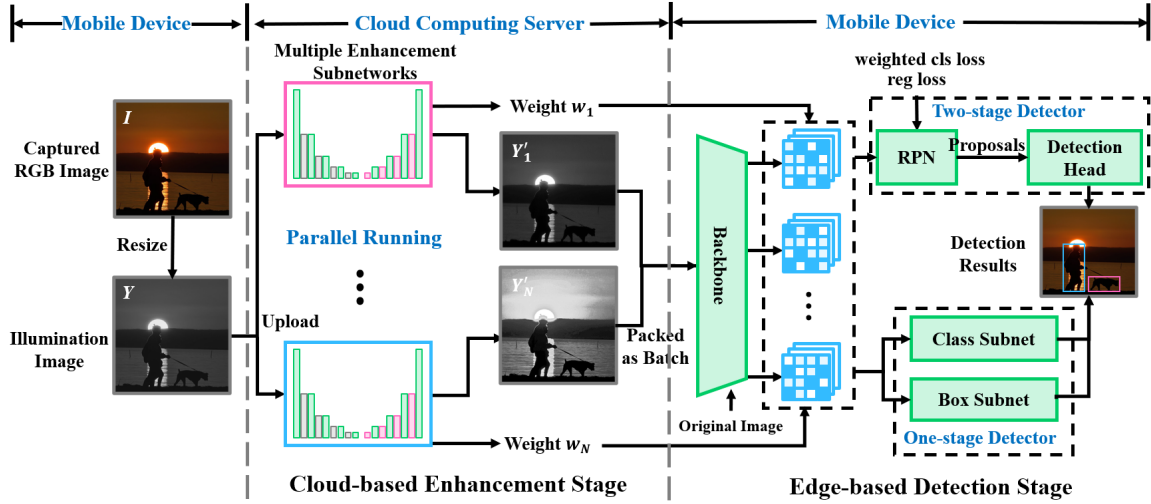 Mobile Device
Cloud Computing Server
Mobile Device
Captured
RGB Image
I
Resize
Illumination
Image
Y
Upload
Multiple Enhancement
Subnetworks
Parallel Running
Weight w₁
Y′₁
Y′_N
Packed
as Batch
Weight w_N
Cloud-based Enhancement Stage
Backbone
Original Image
weighted cls loss
reg loss
Two-stage Detector
RPN
Proposals
Detection
Head
Detection
Results
Class Subnet
Box Subnet
One-stage Detector
Edge-based Detection Stage